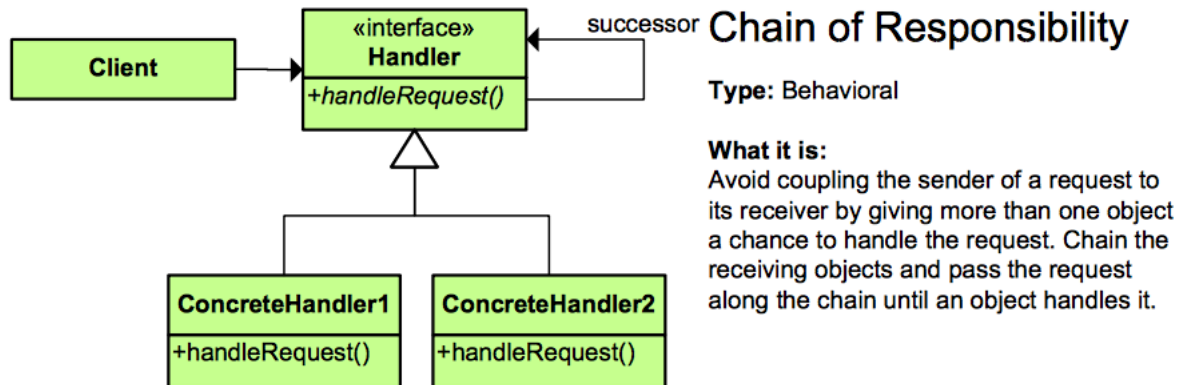 Client
«interface»
Handler
+handleRequest()
successor
ConcreteHandler1
+handleRequest()
ConcreteHandler2
+handleRequest()
Chain of Responsibility
Type: Behavioral
What it is:
Avoid coupling the sender of a request to
its receiver by giving more than one object
a chance to handle the request. Chain the
receiving objects and pass the request
along the chain until an object handles it.